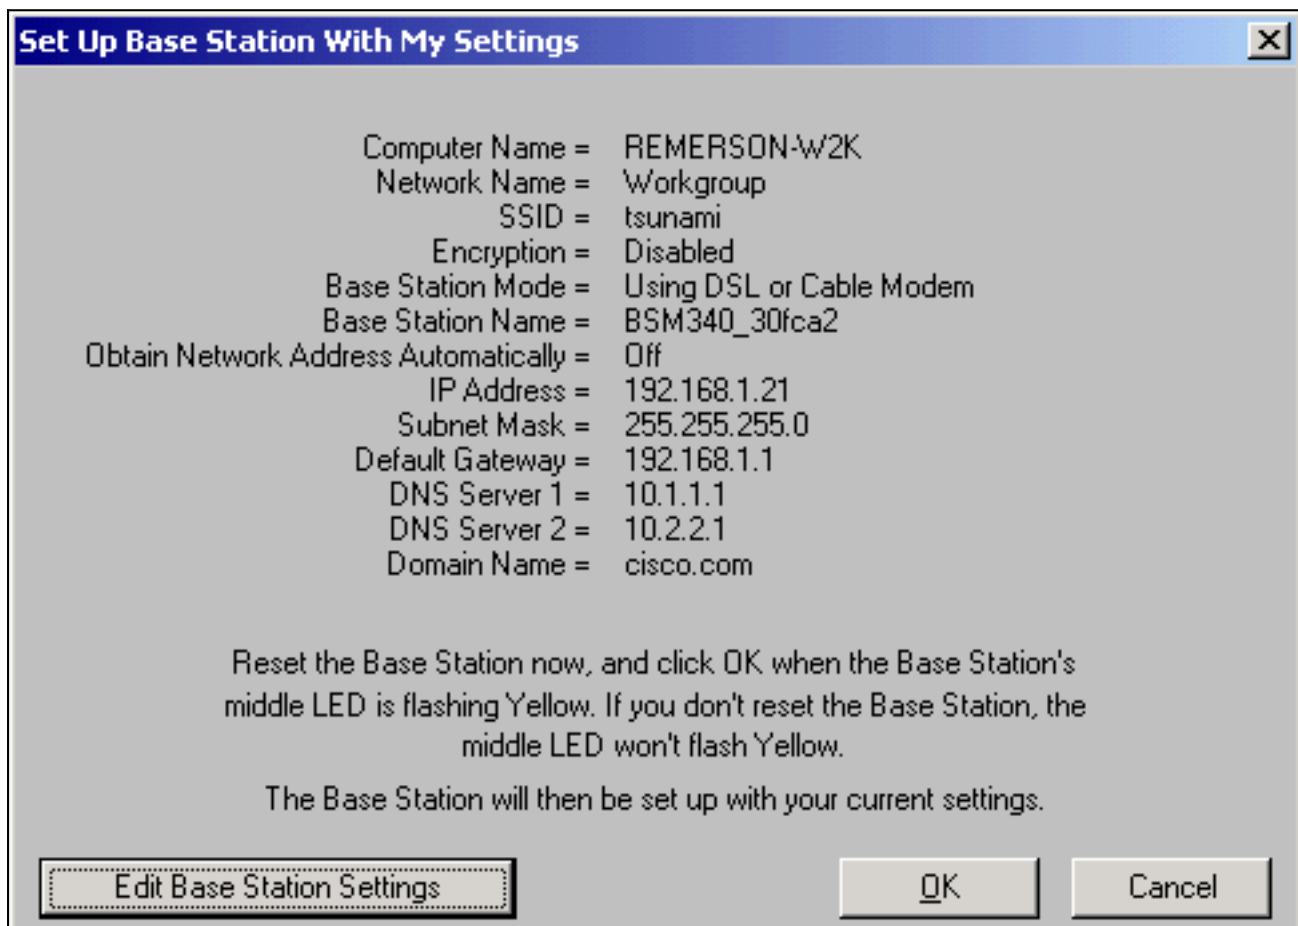 Set Up Base Station With My Settings
Computer Name = REMERSON-W2K
Network Name = Workgroup
SSID = tsunami
Encryption = Disabled
Base Station Mode = Using DSL or Cable Modem
Base Station Name = BSM340_30fca2
Obtain Network Address Automatically = Off
IP Address = 192.168.1.21
Subnet Mask = 255.255.255.0
Default Gateway = 192.168.1.1
DNS Server 1 = 10.1.1.1
DNS Server 2 = 10.2.2.1
Domain Name = cisco.com
Reset the Base Station now, and click OK when the Base Station's
middle LED is flashing Yellow. If you don't reset the Base Station, the
middle LED won't flash Yellow.
The Base Station will then be set up with your current settings.
Edit Base Station Settings OK Cancel